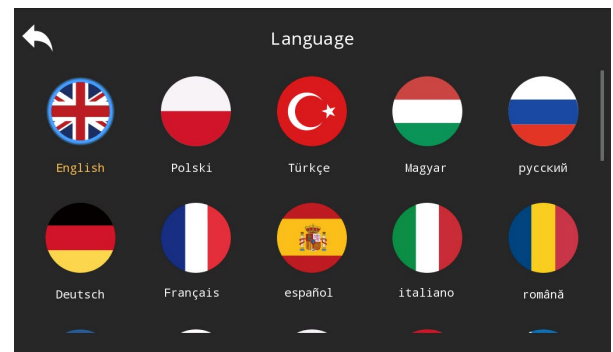 Language
English Polski Türkçe Magyar русский
Deutsch Français español italiano română